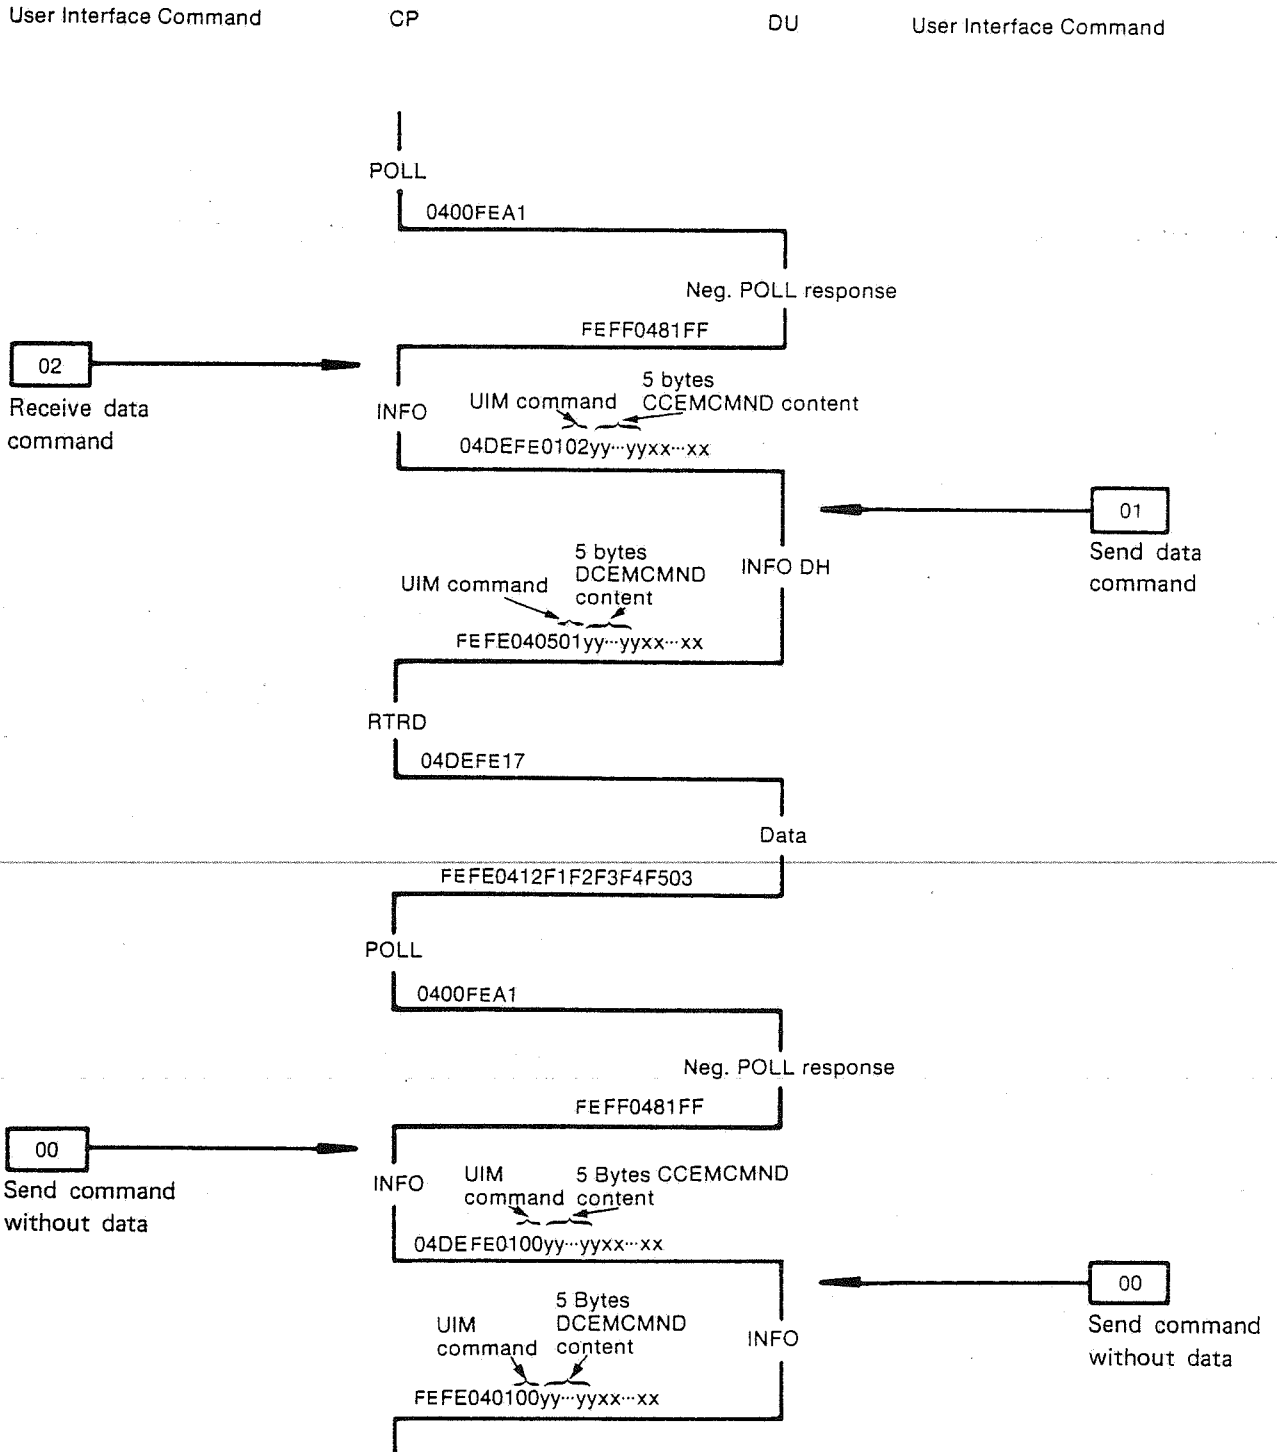 User Interface Command CP DU User Interface Command
POLL
0400FEA1
Neg. POLL response
FEFF0481FF
02
Receive data
command
INFO
UIM command
5 bytes
CCEMCMND content
04DEFE0102yy···yyxx···xx
01
Send data
command
INFO DH
UIM command
5 bytes
DCEMCMND
content
FEFE040501yy···yyxx···xx
RTRD
04DEFE17
Data
FEFE0412F1F2F3F4F503
POLL
0400FEA1
Neg. POLL response
FEFF0481FF
00
Send command
without data
INFO
UIM
command
5 Bytes CCEMCMND
content
04DEFE0100yy···yyxx···xx
00
Send command
without data
INFO
UIM
command
5 Bytes
DCEMCMND
content
FEFE040100yy···yyxx···xx